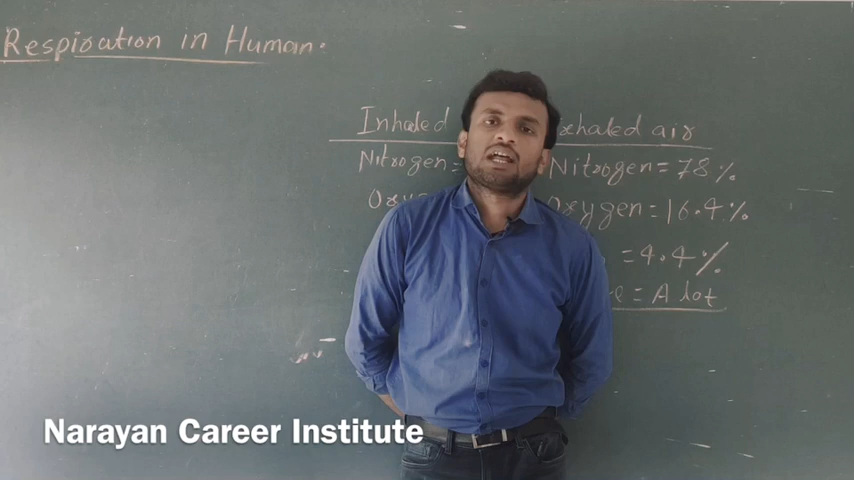 Respiration in Human.
Inhaled xhaled air
Nitrogen= Nitrogen= 78%
Oxygen= 16.4%
= 4.4%
= A lot
Narayan Career Institute